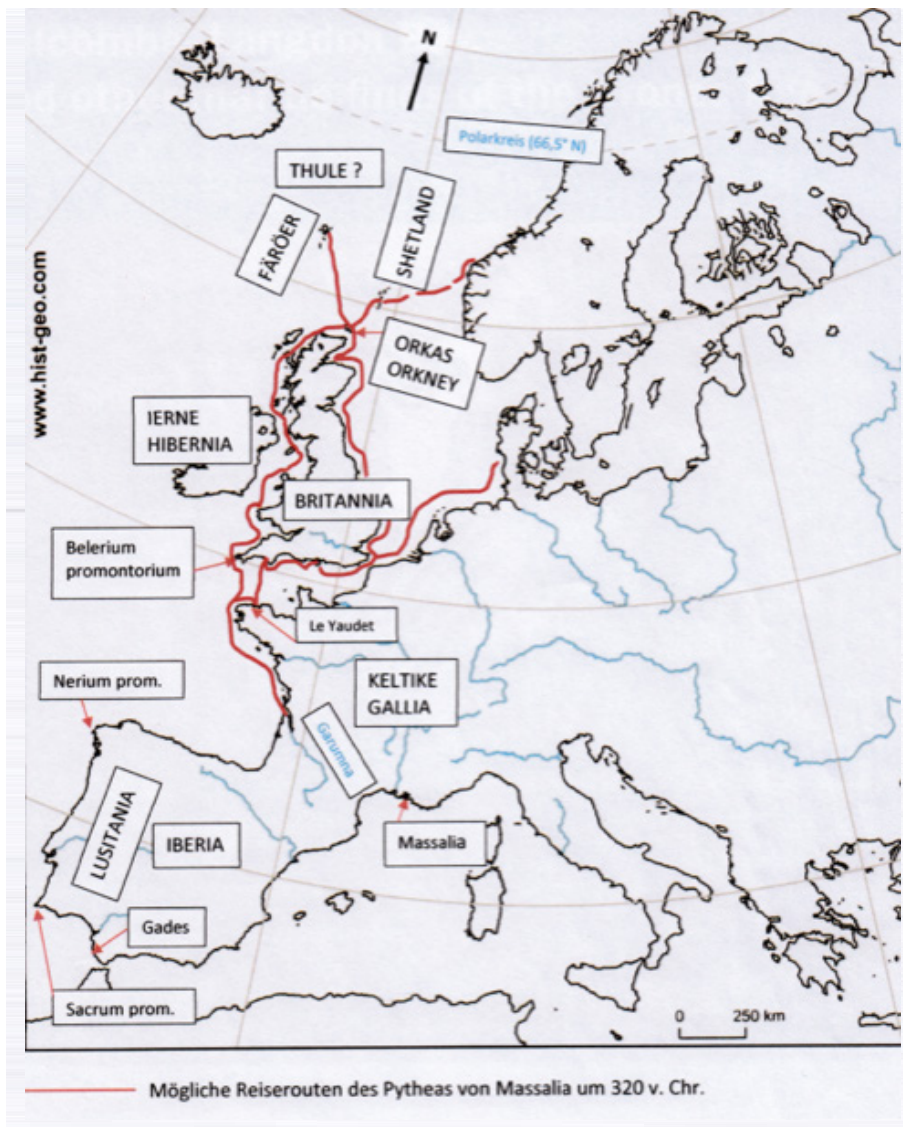 N
Polarkreis (66,5° N)
THULE ?
FÄRÖER
SHETLAND
www.hist-geo.com
ORKAS
ORKNEY
IERNE
HIBERNIA
BRITANNIA
Belerium
promontorium
Le Yaudet
Nerium prom.
KELTIKE
GALLIA
Garumna
LUSITANIA
IBERIA
Massalia
Gades
Sacrum prom.
0 250 km
Mögliche Reiserouten des Pytheas von Massalia um 320 v. Chr.